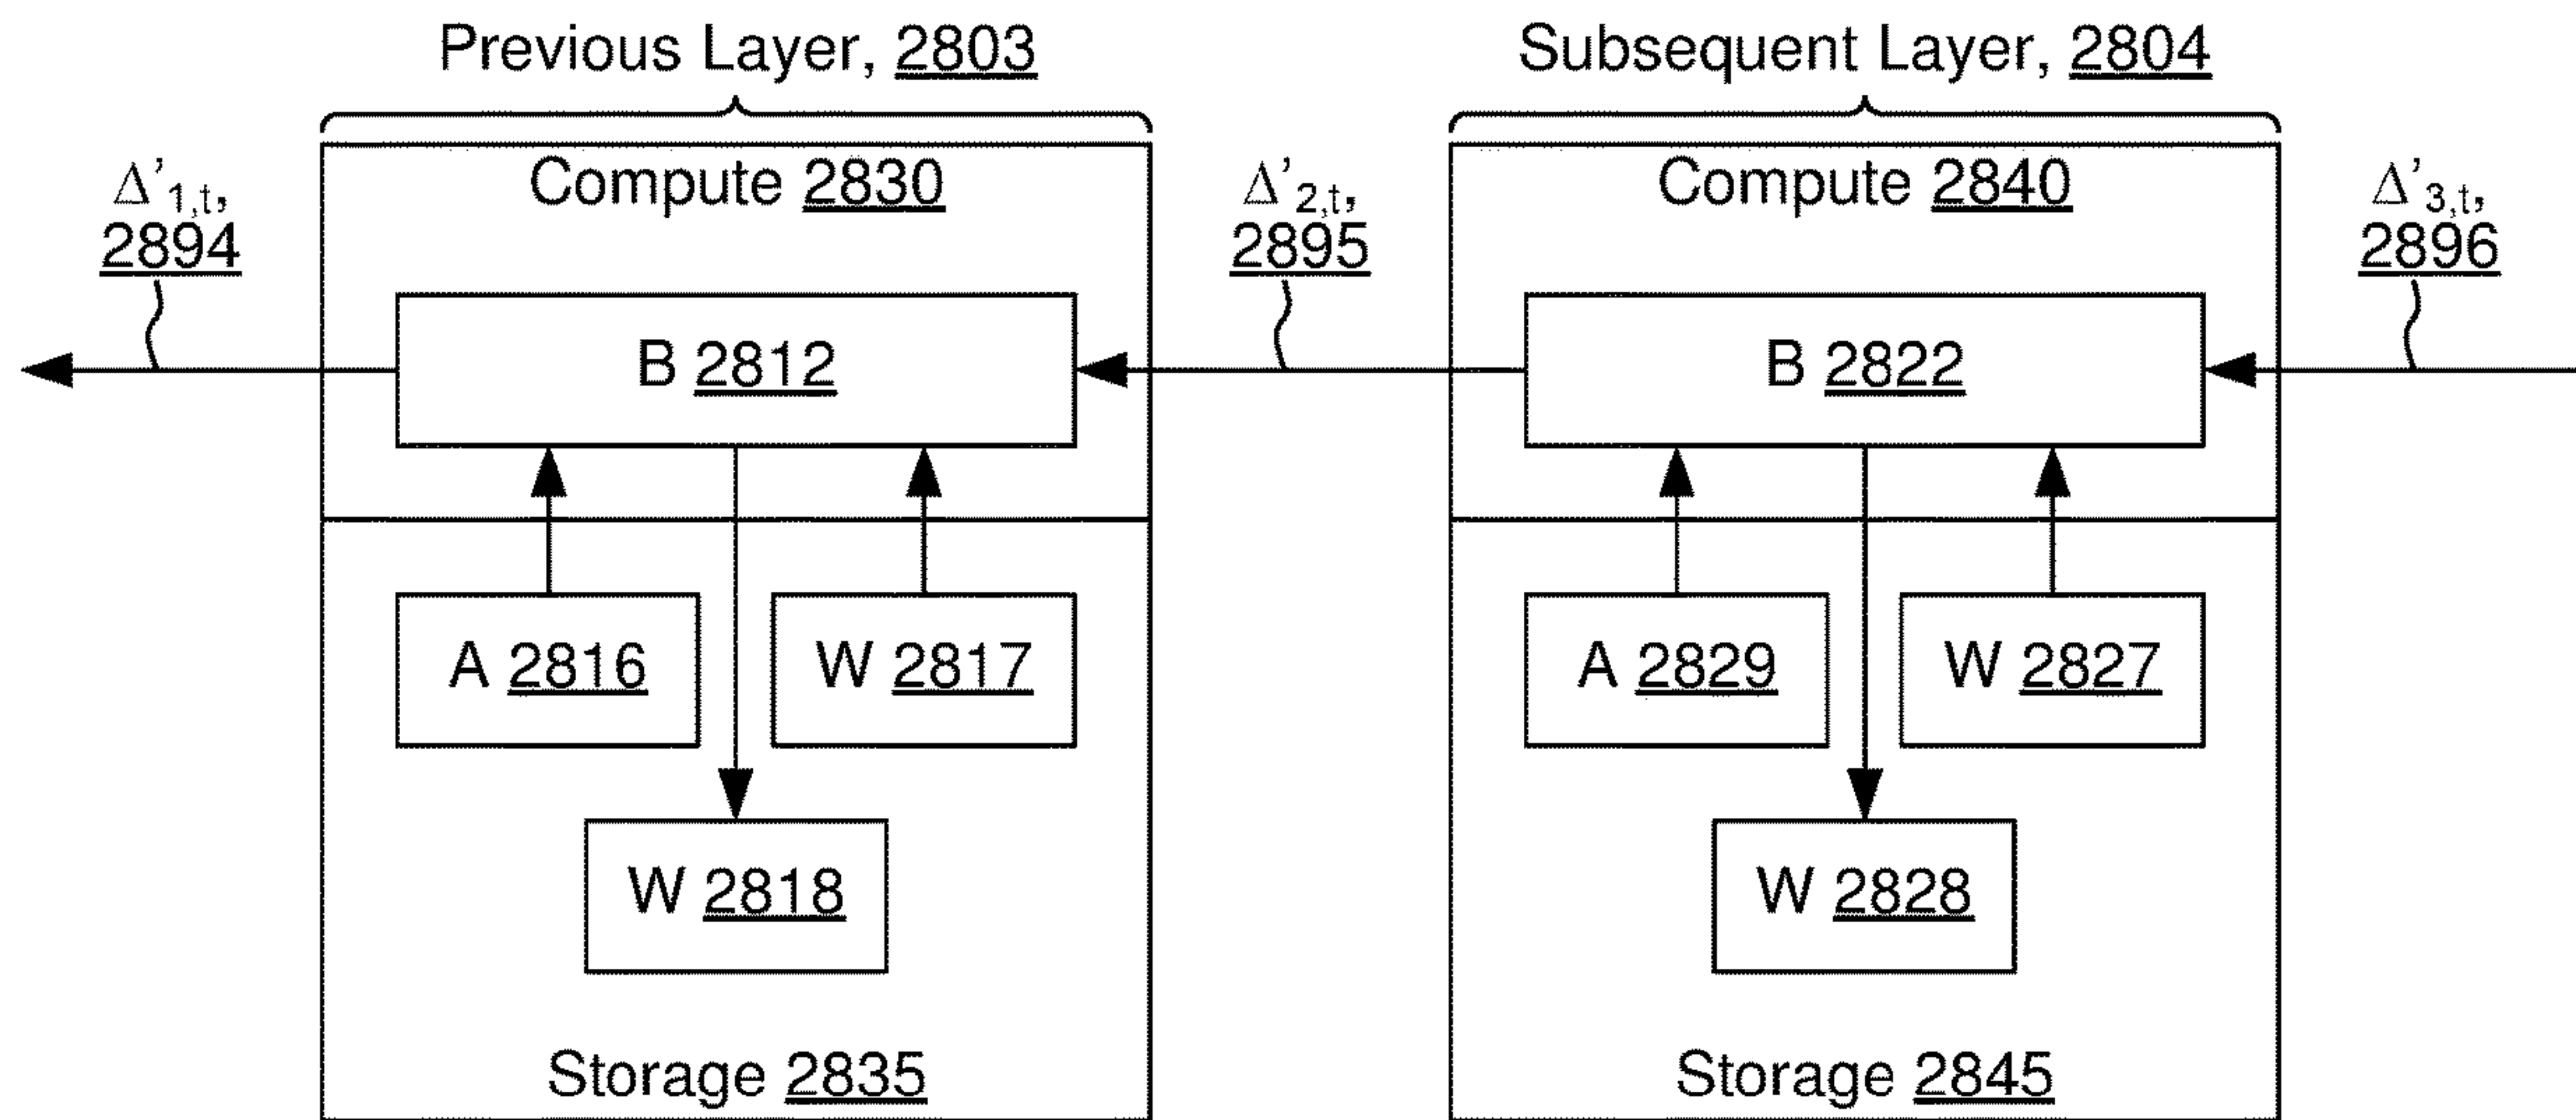 Previous Layer, 2803
Subsequent Layer, 2804
Compute 2830
Compute 2840
Δ'1,t,
2894
Δ'2,t,
2895
Δ'3,t,
2896
B 2812
B 2822
A 2816
W 2817
A 2829
W 2827
W 2818
W 2828
Storage 2835
Storage 2845